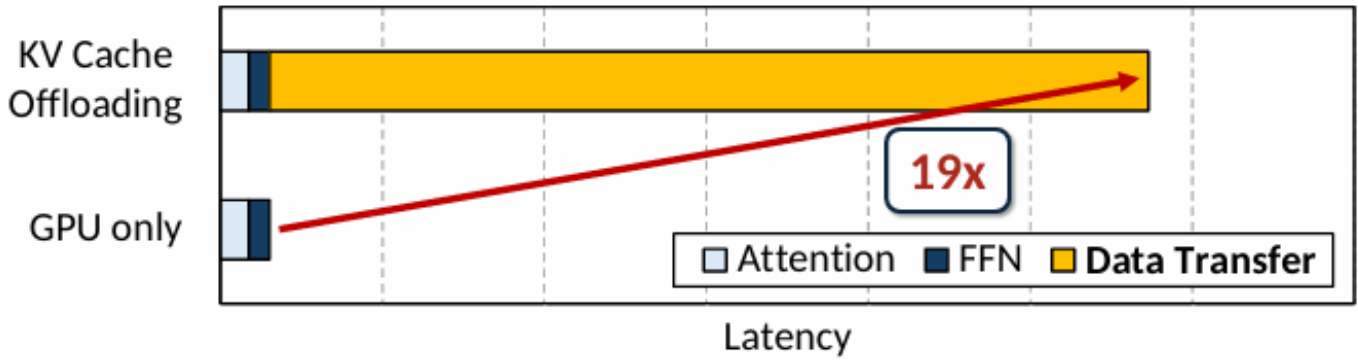 KV Cache
Offloading
19x
GPU only
Attention FFN Data Transfer
Latency